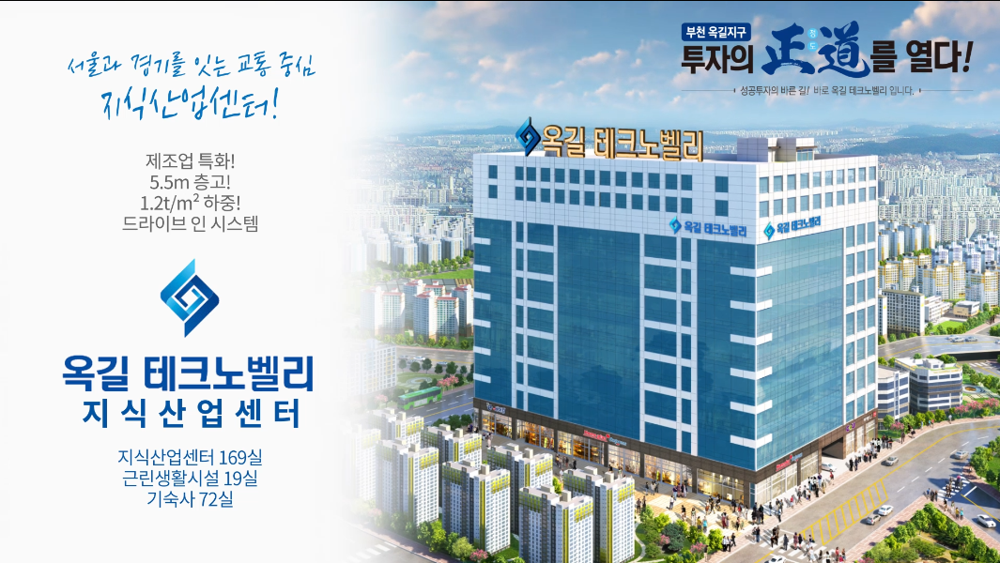 서울과 경기를 잇는 교통 중심
지식산업센터!
제조업 특화!
5.5m 층고!
1.2t/m² 하중!
드라이브 인 시스템
옥길 테크노벨리
지식산업센터
지식산업센터 169실
근린생활시설 19실
기숙사 72실
부천 옥길지구
투자의 正道를 열다!
정도
성공투자의 바른 길! 바로 옥길 테크노벨리 입니다.
옥길 테크노벨리
옥길 테크노벨리
옥길 테크노벨리